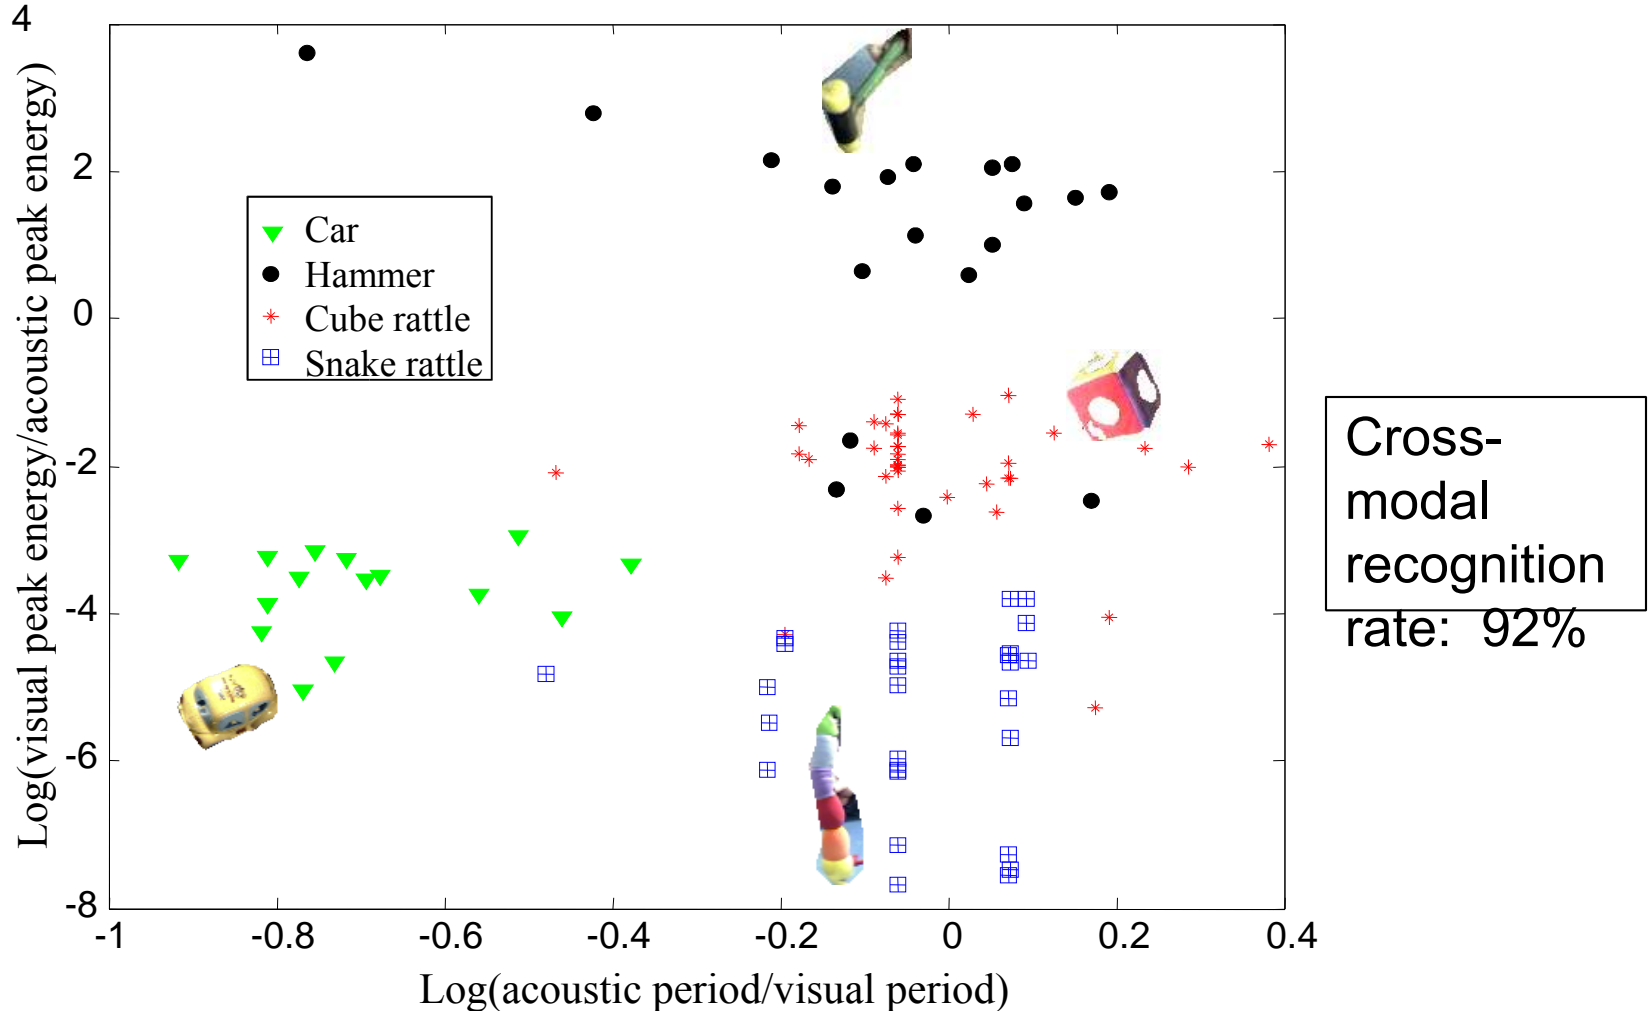 4
2
0
-2
-4
-6
-8
Log(visual peak energy/acoustic peak energy)
Car
Hammer
Cube rattle
Snake rattle
-1 -0.8 -0.6 -0.4 -0.2 0 0.2 0.4
Log(acoustic period/visual period)
Cross-
modal
recognition
rate: 92%